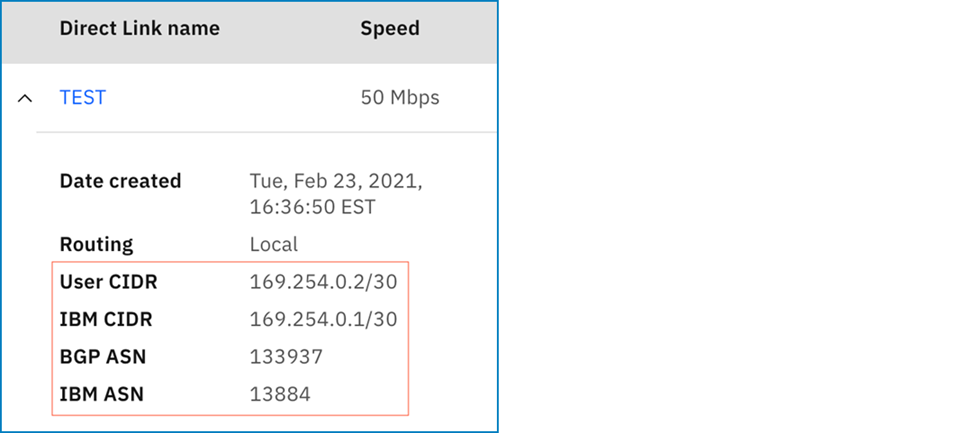 Direct Link name Speed
TEST 50 Mbps
Date created Tue, Feb 23, 2021,
16:36:50 EST
Routing Local
User CIDR 169.254.0.2/30
IBM CIDR 169.254.0.1/30
BGP ASN 133937
IBM ASN 13884